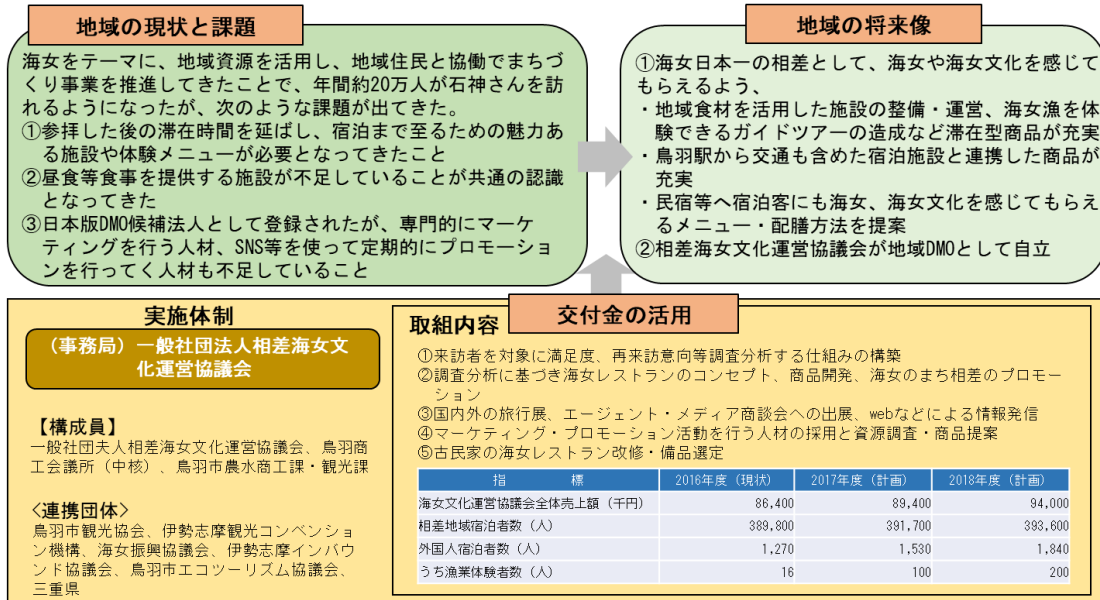 地域の現状と課題
海女をテーマに、地域資源を活用し、地域住民と協働でまちづ
くり事業を推進してきたことで、年間約20万人が石神さんを訪
れるようになったが、次のような課題が出てきた。
①参拝した後の滞在時間を延ばし、宿泊まで至るための魅力あ
る施設や体験メニューが必要となってきたこと
②昼食等食事を提供する施設が不足していることが共通の認識
となってきた
③日本版DMO候補法人として登録されたが、専門的にマーケ
ティングを行う人材、SNS等を使って定期的にプロモーショ
ンを行ってく人材も不足していること
地域の将来像
①海女日本一の相差として、海女や海女文化を感じて
もらえるよう、
・地域食材を活用した施設の整備・運営、海女漁を体
験できるガイドツアーの造成など滞在型商品が充実
・鳥羽駅から交通も含めた宿泊施設と連携した商品が
充実
・民宿等へ宿泊客にも海女、海女文化を感じてもらえ
るメニュー・配膳方法を提案
②相差海女文化運営協議会が地域DMOとして自立
実施体制
（事務局）一般社団法人相差海女文
化運営協議会
【構成員】
一般社団夫人相差海女文化運営協議会、鳥羽商
工会議所（中核）、鳥羽市農水商工課・観光課
<連携団体>
鳥羽市観光協会、伊勢志摩観光コンベンショ
ン機構、海女振興協議会、伊勢志摩インバウ
ンド協議会、鳥羽市エコツーリズム協議会、
三重県
交付金の活用
取組内容
①来訪者を対象に満足度、再来訪意向等調査分析する仕組みの構築
②調査分析に基づき海女レストランのコンセプト、商品開発、海女のまち相差のプロモー
ション
③国内外の旅行展、エージェント・メディア商談会への出展、webなどによる情報発信
④マーケティング・プロモーション活動を行う人材の採用と資源調査・商品提案
⑤古民家の海女レストラン改修・備品選定
指　標 2016年度（現状） 2017年度（計画） 2018年度（計画）
海女文化運営協議会全体売上額（千円） 86,400 89,400 94,000
相差地域宿泊者数（人） 389,800 391,700 393,600
外国人宿泊者数（人） 1,270 1,530 1,840
うち漁業体験者数（人） 16 100 200